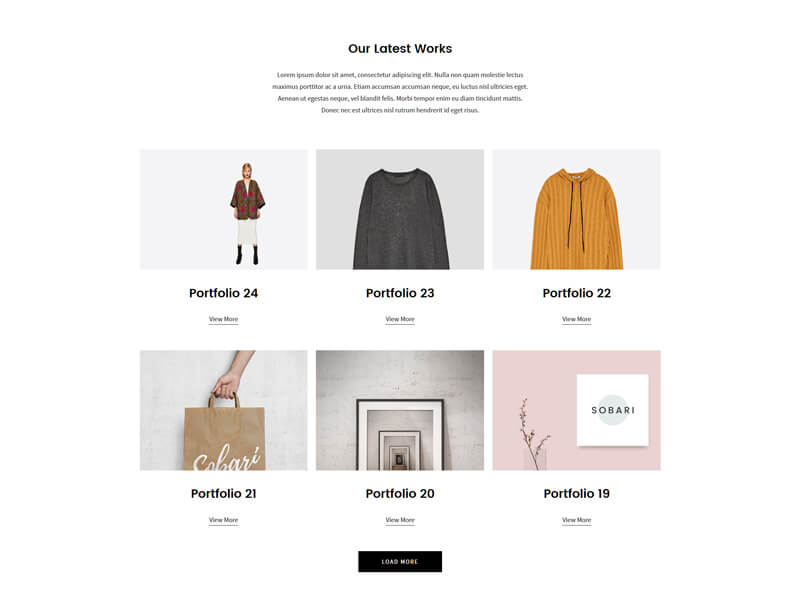 Our Latest Works
Lorem ipsum dolor sit amet, consectetur adipiscing elit. Nulla non quam molestie lectus
maximus porttitor ac a urna. Etiam accumsan accumsan neque, eu luctus nisl ultricies eget.
Aenean ut egestas neque, vel blandit felis. Morbi tempor enim eu diam tincidunt mattis.
Donec nec est ultrices nisl rutrum hendrerit id eget risus.
Portfolio 24
Portfolio 23
Portfolio 22
View More
View More
View More
Sobari
SOBARI
Portfolio 21
Portfolio 20
Portfolio 19
View More
View More
View More
LOAD MORE